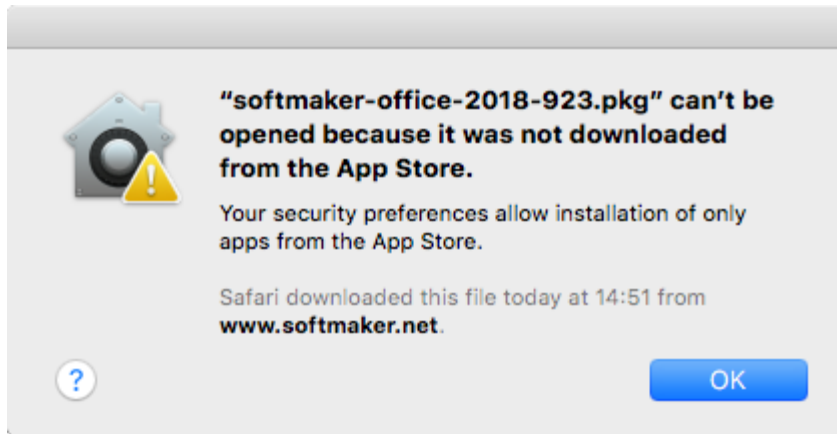 “softmaker-office-2018-923.pkg” can’t be
opened because it was not downloaded
from the App Store.
Your security preferences allow installation of only
apps from the App Store.
Safari downloaded this file today at 14:51 from
www.softmaker.net.
?
OK